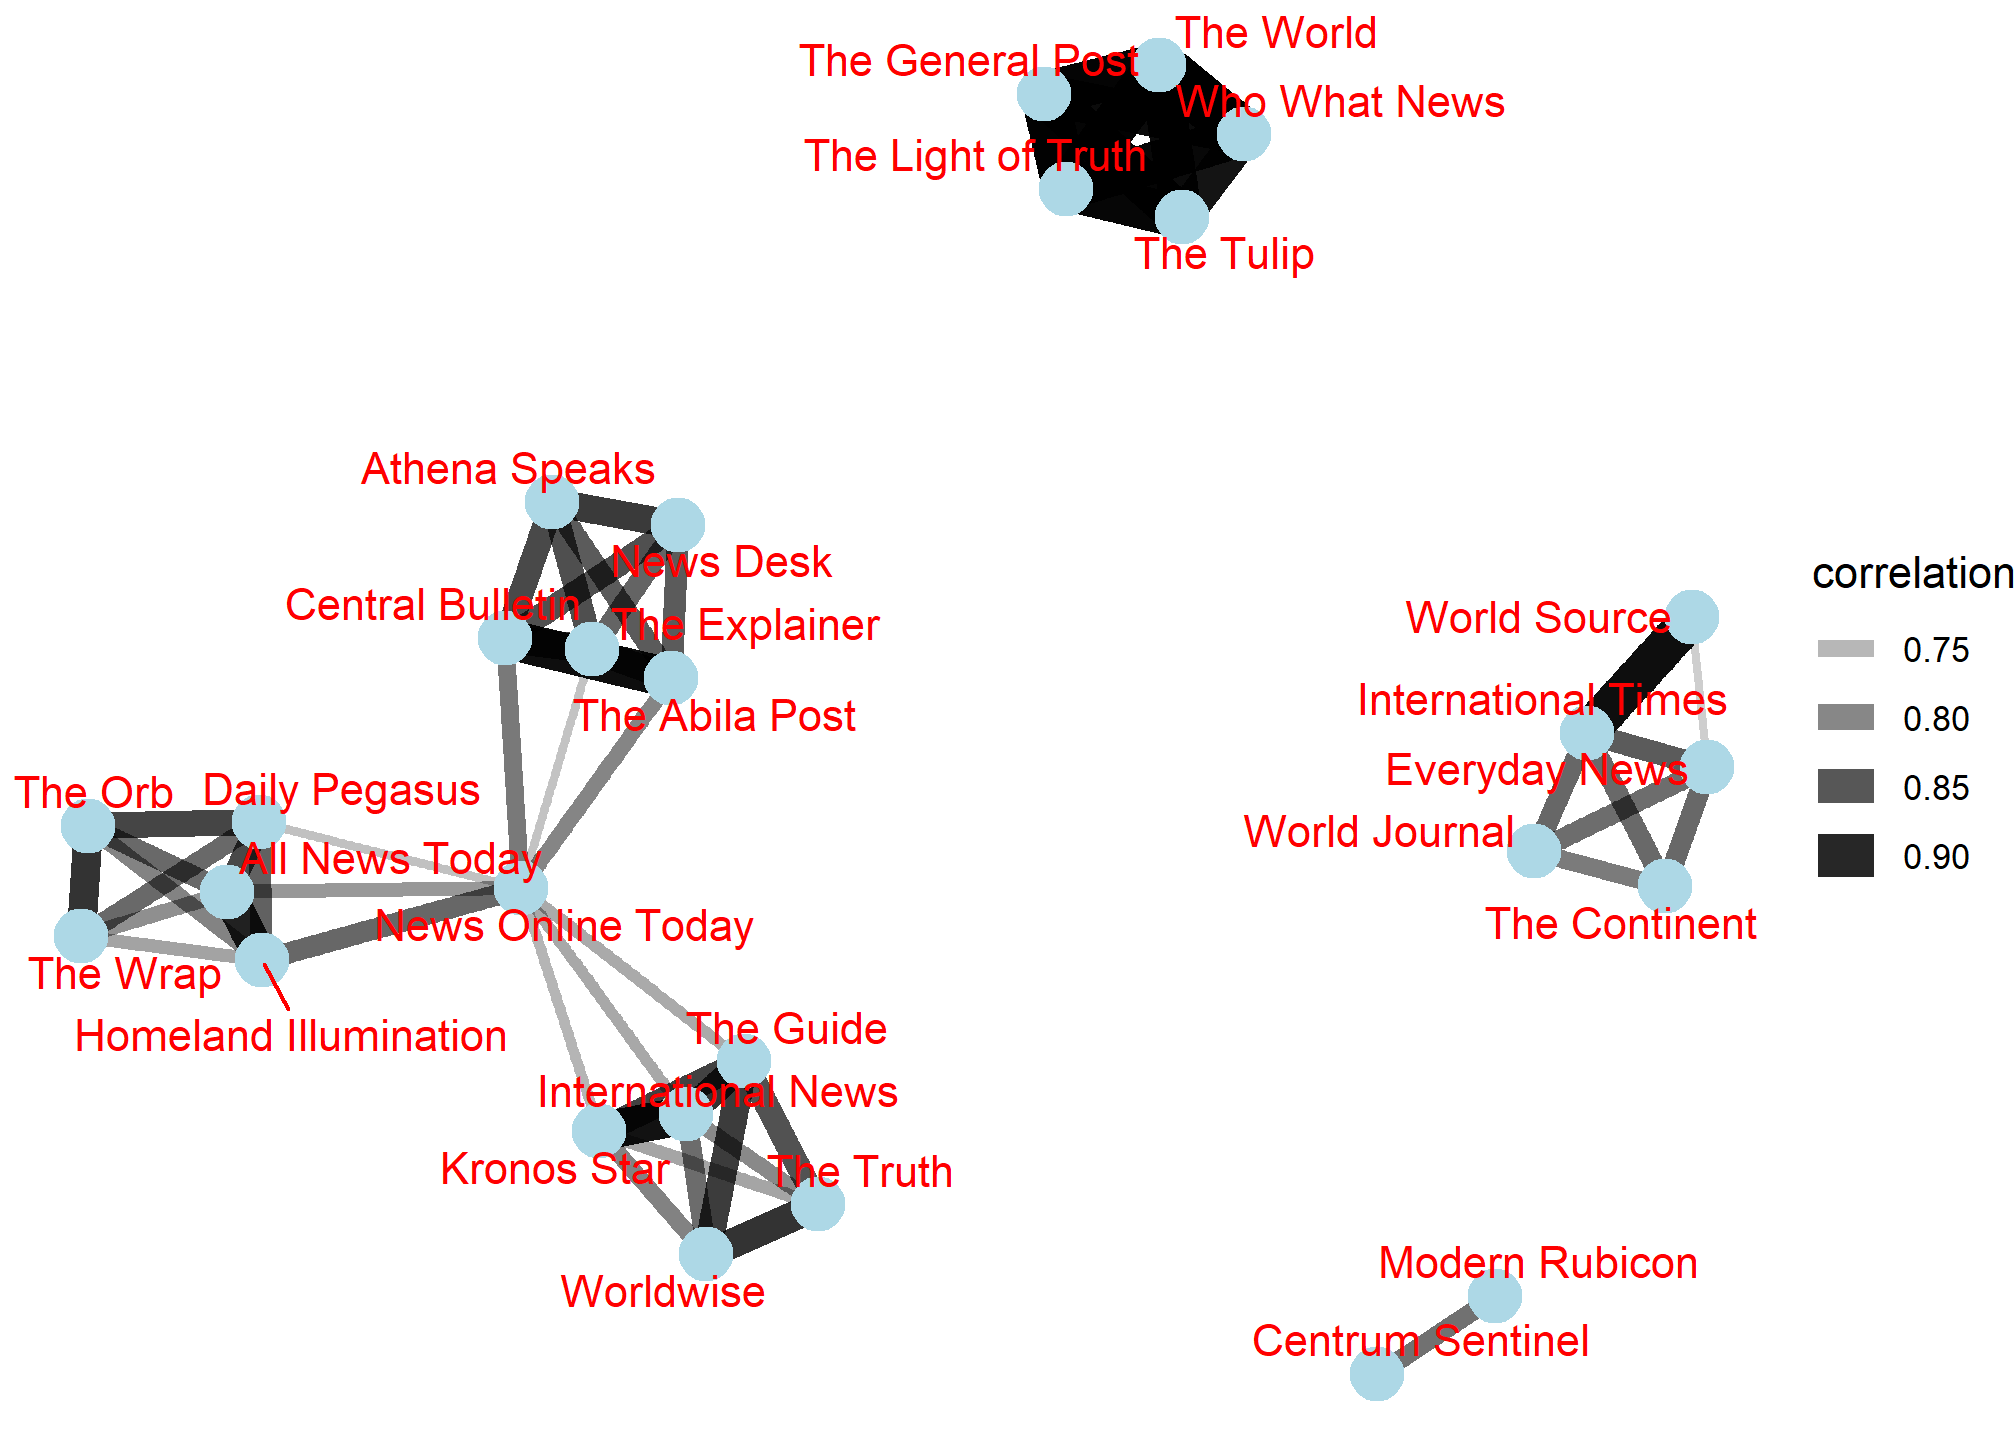 The World
The General Post
Who What News
The Light of Truth
The Tulip
Athena Speaks
News Desk
Central Bulletin
The Explainer
The Abila Post
The Orb
Daily Pegasus
All News Today
News Online Today
The Wrap
Homeland Illumination
The Guide
International News
Kronos Star
The Truth
Worldwise
World Source
International Times
Everyday News
World Journal
The Continent
Modern Rubicon
Centrum Sentinel
correlation
0.75
0.80
0.85
0.90